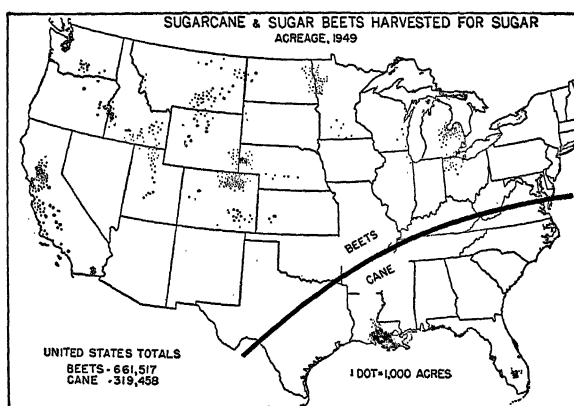 SUGARCANE & SUGAR BEETS HARVESTED FOR SUGAR
ACREAGE, 1949
BEETS
CANE
UNITED STATES TOTALS
BEETS - 661,517
CANE - 319,458
1 DOT=1,000 ACRES